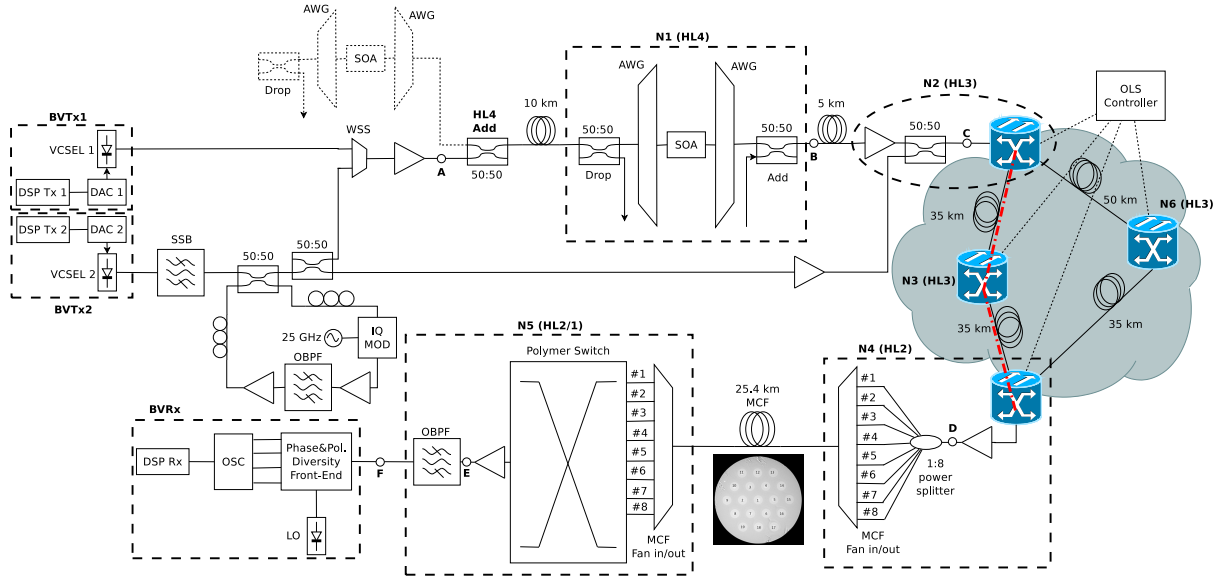 AWG
AWG
SOA
Drop
N1 (HL4)
AWG
AWG
SOA
50:50
Drop
50:50
Add
10 km
5 km
HL4
Add
50:50
WSS
A
B
N2 (HL3)
50:50
C
OLS
Controller
BVTx1
VCSEL 1
DSP Tx 1
DAC 1
DSP Tx 2
DAC 2
VCSEL 2
BVTx2
SSB
50:50
50:50
25 GHz
IQ
MOD
OBPF
35 km
50 km
N6 (HL3)
N3 (HL3)
35 km
35 km
N4 (HL2)
#1
#2
#3
#4
#5
#6
#7
#8
D
1:8
power
splitter
MCF
Fan in/out
25.4 km
MCF
N5 (HL2/1)
Polymer Switch
#1
#2
#3
#4
#5
#6
#7
#8
MCF
Fan in/out
OBPF
E
F
BVRx
DSP Rx
OSC
Phase&Pol.
Diversity
Front-End
LO